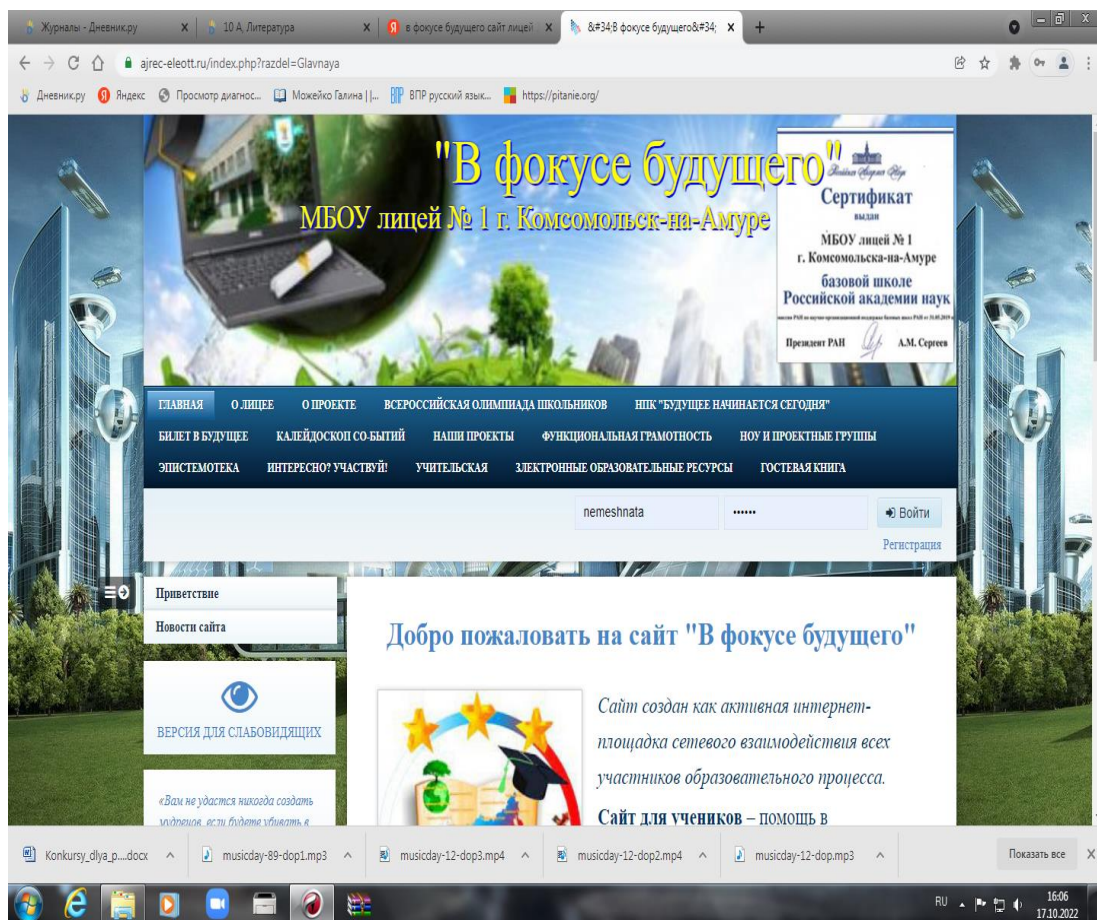 Журналы - Дневник.ру
10 А, Литература
в фокусе будущего сайт лицей
&#34;В фокусе будущего&#34;
ajrec-eleott.ru/index.php?razdel=Glavnaya
Дневник.ру
Яндекс
Просмотр диагнос...
Можейко Галина | |...
ВПР русский язык...
https://pitanie.org/
"В фокусе будущего"
МБОУ лицей № 1 г. Комсомольск-на-Амуре
Сертификат
выдан
МБОУ лицей № 1
г. Комсомольска-на-Амуре
базовой школе
Российской академии наук
Президент РАН А.М. Сергеев
ГЛАВНАЯ О ЛИЦЕЕ О ПРОЕКТЕ ВСЕРОССИЙСКАЯ ОЛИМПИАДА ШКОЛЬНИКОВ НПК "БУДУЩЕЕ НАЧИНАЕТСЯ СЕГОДНЯ"
БИЛЕТ В БУДУЩЕЕ КАЛЕЙДОСКОП СО-БЫТИЙ НАШИ ПРОЕКТЫ ФУНКЦИОНАЛЬНАЯ ГРАМОТНОСТЬ НОУ И ПРОЕКТНЫЕ ГРУППЫ
ЭПИСТЕМОТЕКА ИНТЕРЕСНО? УЧАСТВУЙ! УЧИТЕЛЬСКАЯ ЭЛЕКТРОННЫЕ ОБРАЗОВАТЕЛЬНЫЕ РЕСУРСЫ ГОСТЕВАЯ КНИГА
nemeshnata •••••• Войти
Регистрация
Приветствие
Новости сайта
ВЕРСИЯ ДЛЯ СЛАБОВИДЯЩИХ
«Вам не удастся никогда создать
мудрецов, если будете убивать в
Добро пожаловать на сайт "В фокусе будущего"
Сайт создан как активная интернет-
площадка сетевого взаимодействия всех
участников образовательного процесса.
Сайт для учеников – помощь в
Konkursy_dlya_p....docx
musicday-89-dop1.mp3
musicday-12-dop3.mp4
musicday-12-dop2.mp4
musicday-12-dop.mp3
Показать все
RU
16:06
17.10.2022